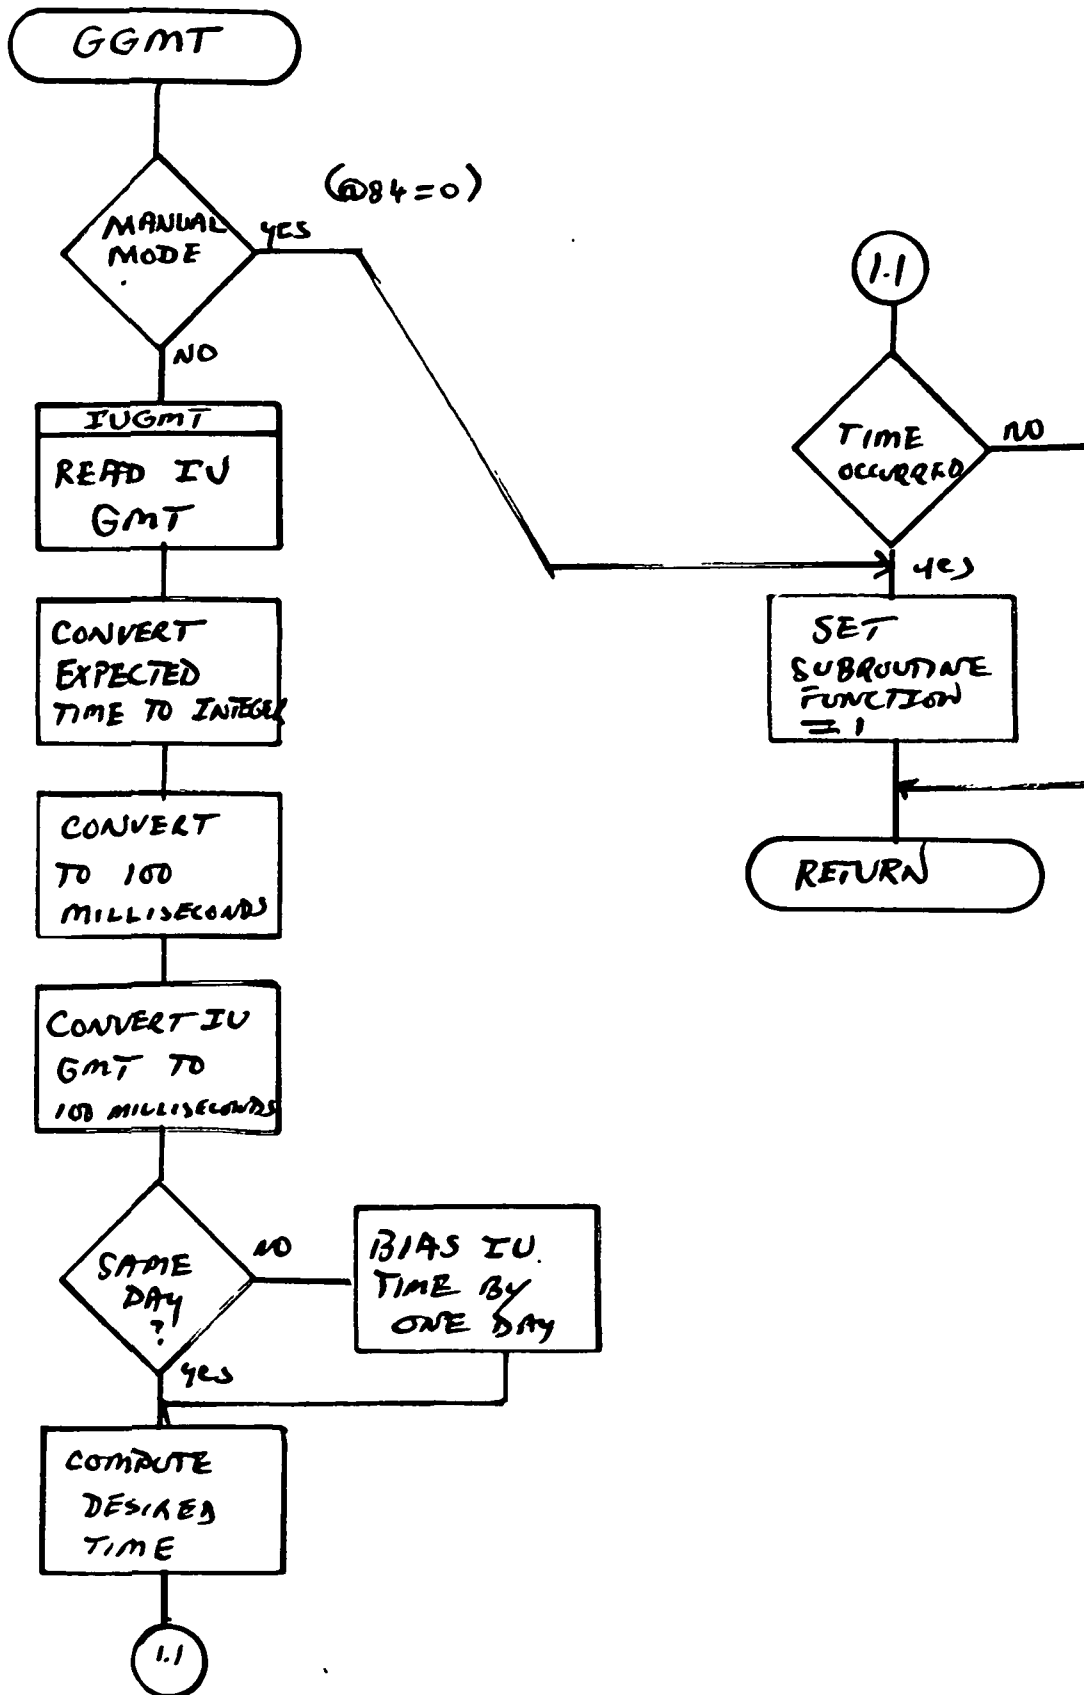 GGMT
(@84=0)
MANUAL
MODE
YES
NO
IUGMT
READ IU
GMT
CONVERT
EXPECTED
TIME TO INTEGER
CONVERT
TO 100
MILLISECONDS
CONVERT IU
GMT TO
100 MILLISECONDS
SAME
DAY
?
NO
yes
BIAS IU
TIME BY
ONE DAY
COMPUTE
DESIRED
TIME
1.1
1.1
TIME
OCCURRED
NO
yes
SET
SUBROUTINE
FUNCTION
= 1
RETURN